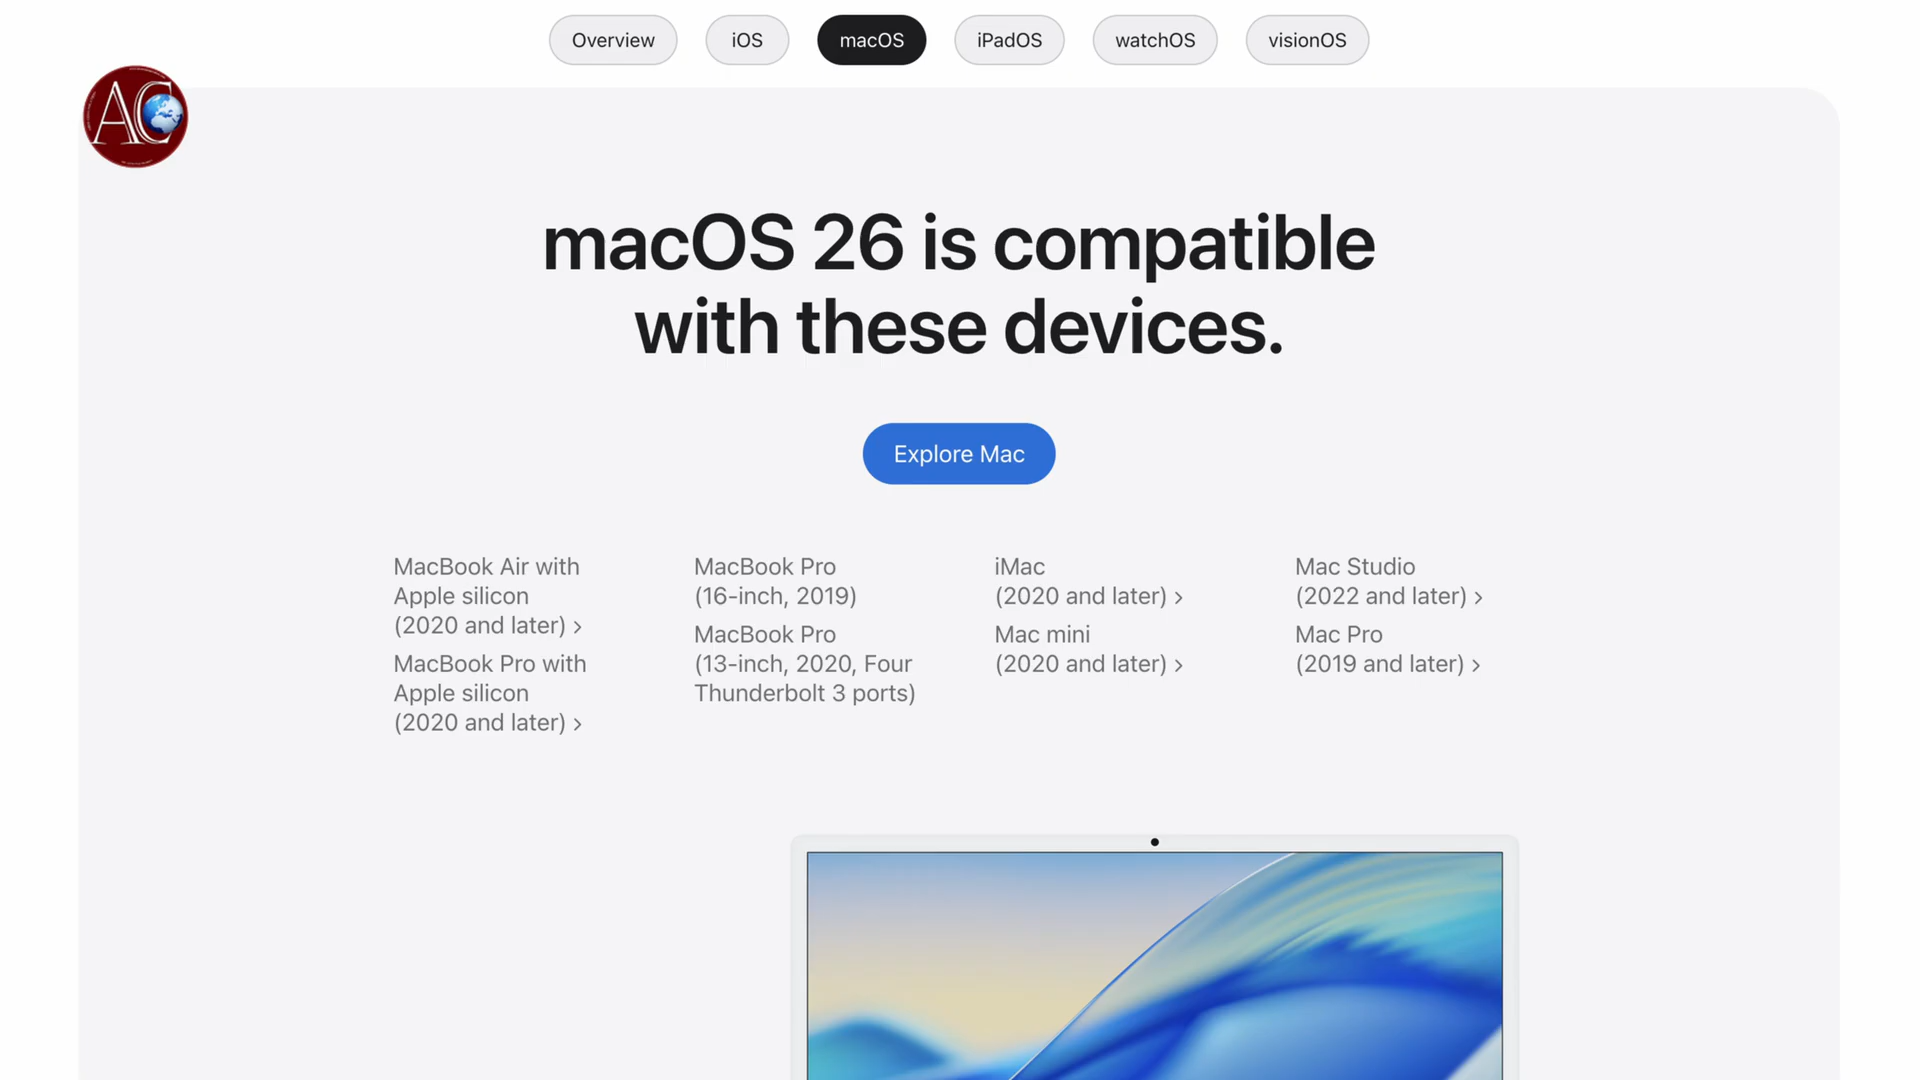 Overview
iOS
macOS
iPadOS
watchOS
visionOS
AC
macOS 26 is compatible
with these devices.
Explore Mac
MacBook Air with
Apple silicon
(2020 and later) ›
MacBook Pro with
Apple silicon
(2020 and later) ›
MacBook Pro
(16-inch, 2019)
MacBook Pro
(13-inch, 2020, Four
Thunderbolt 3 ports)
iMac
(2020 and later) ›
Mac mini
(2020 and later) ›
Mac Studio
(2022 and later) ›
Mac Pro
(2019 and later) ›